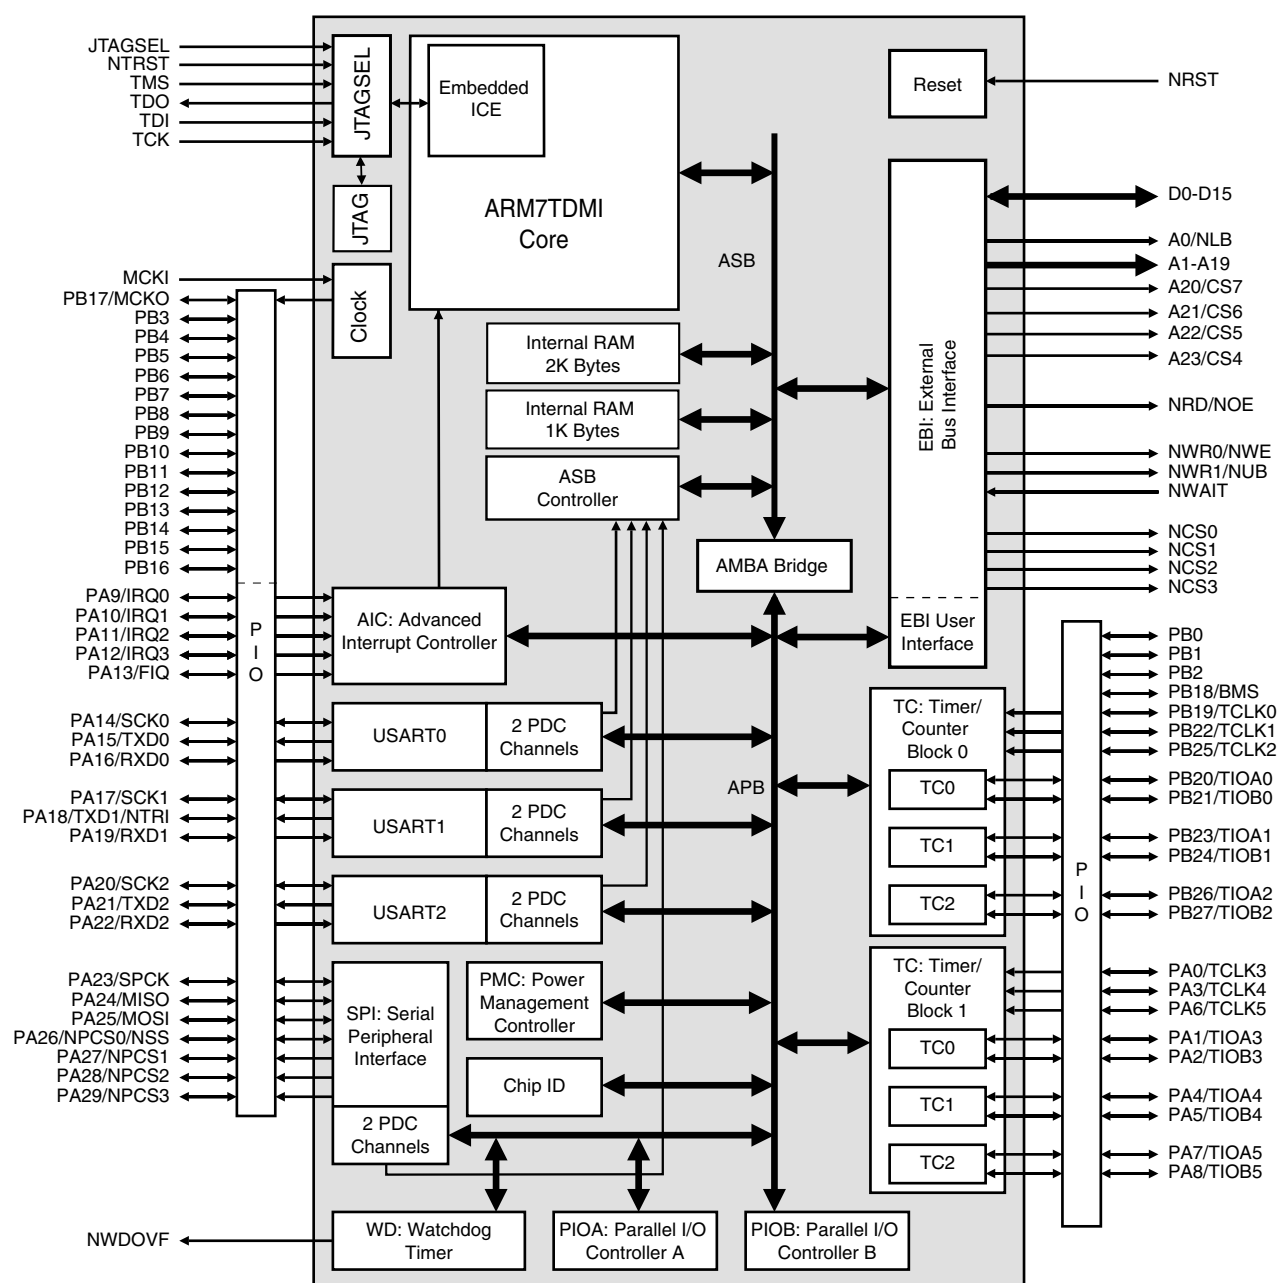 JTAGSEL
NTRST
TMS
TDO
TDI
TCK
JTAGSEL
JTAG
Embedded
ICE
ARM7TDMI
Core
Reset
NRST
MCKI
PB17/MCKO
PB3
PB4
PB5
PB6
PB7
PB8
PB9
PB10
PB11
PB12
PB13
PB14
PB15
PB16
PA9/IRQ0
PA10/IRQ1
PA11/IRQ2
PA12/IRQ3
PA13/FIQ
PA14/SCK0
PA15/TXD0
PA16/RXD0
PA17/SCK1
PA18/TXD1/NTRI
PA19/RXD1
PA20/SCK2
PA21/TXD2
PA22/RXD2
PA23/SPCK
PA24/MISO
PA25/MOSI
PA26/NPCS0/NSS
PA27/NPCS1
PA28/NPCS2
PA29/NPCS3
NWDOVF
P
I
O
Clock
ASB
Internal RAM
2K Bytes
Internal RAM
1K Bytes
ASB
Controller
AMBA Bridge
AIC: Advanced
Interrupt Controller
USART0
2 PDC
Channels
USART1
2 PDC
Channels
USART2
2 PDC
Channels
APB
SPI: Serial
Peripheral
Interface
2 PDC
Channels
PMC: Power
Management
Controller
Chip ID
WD: Watchdog
Timer
PIOA: Parallel I/O
Controller A
PIOB: Parallel I/O
Controller B
EBI: External
Bus Interface
EBI User
Interface
TC: Timer/
Counter
Block 0
TC0
TC1
TC2
TC: Timer/
Counter
Block 1
TC0
TC1
TC2
P
I
O
D0-D15
A0/NLB
A1-A19
A20/CS7
A21/CS6
A22/CS5
A23/CS4
NRD/NOE
NWR0/NWE
NWR1/NUB
NWAIT
NCS0
NCS1
NCS2
NCS3
PB0
PB1
PB2
PB18/BMS
PB19/TCLK0
PB22/TCLK1
PB25/TCLK2
PB20/TIOA0
PB21/TIOB0
PB23/TIOA1
PB24/TIOB1
PB26/TIOA2
PB27/TIOB2
PA0/TCLK3
PA3/TCLK4
PA6/TCLK5
PA1/TIOA3
PA2/TIOB3
PA4/TIOA4
PA5/TIOB4
PA7/TIOA5
PA8/TIOB5